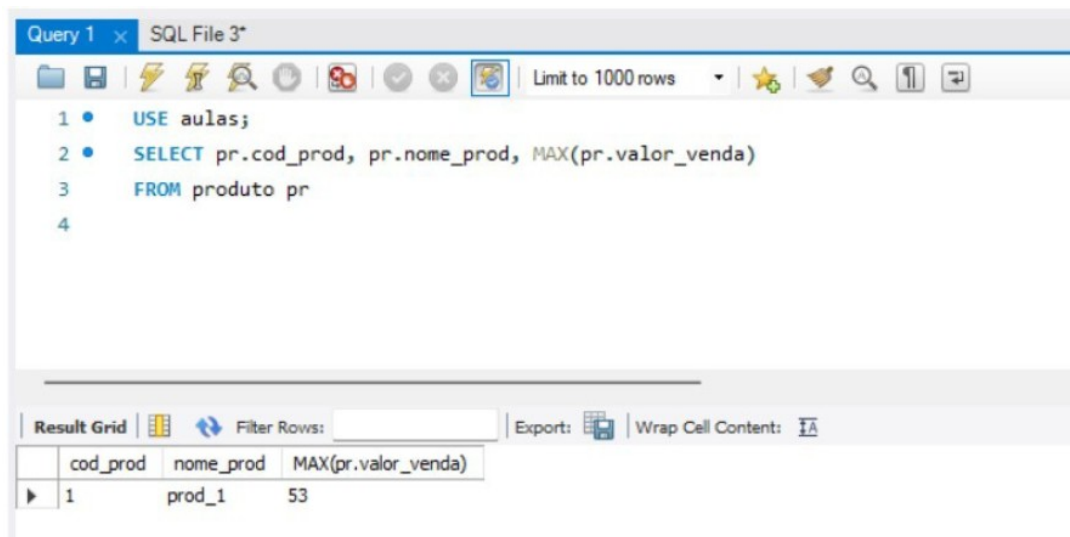 Query 1 × SQL File 3*
Limit to 1000 rows
1 USE aulas;
2 SELECT pr.cod_prod, pr.nome_prod, MAX(pr.valor_venda)
3 FROM produto pr
4
Result Grid Filter Rows: Export: Wrap Cell Content: IA
cod_prod nome_prod MAX(pr.valor_venda)
1 prod_1 53